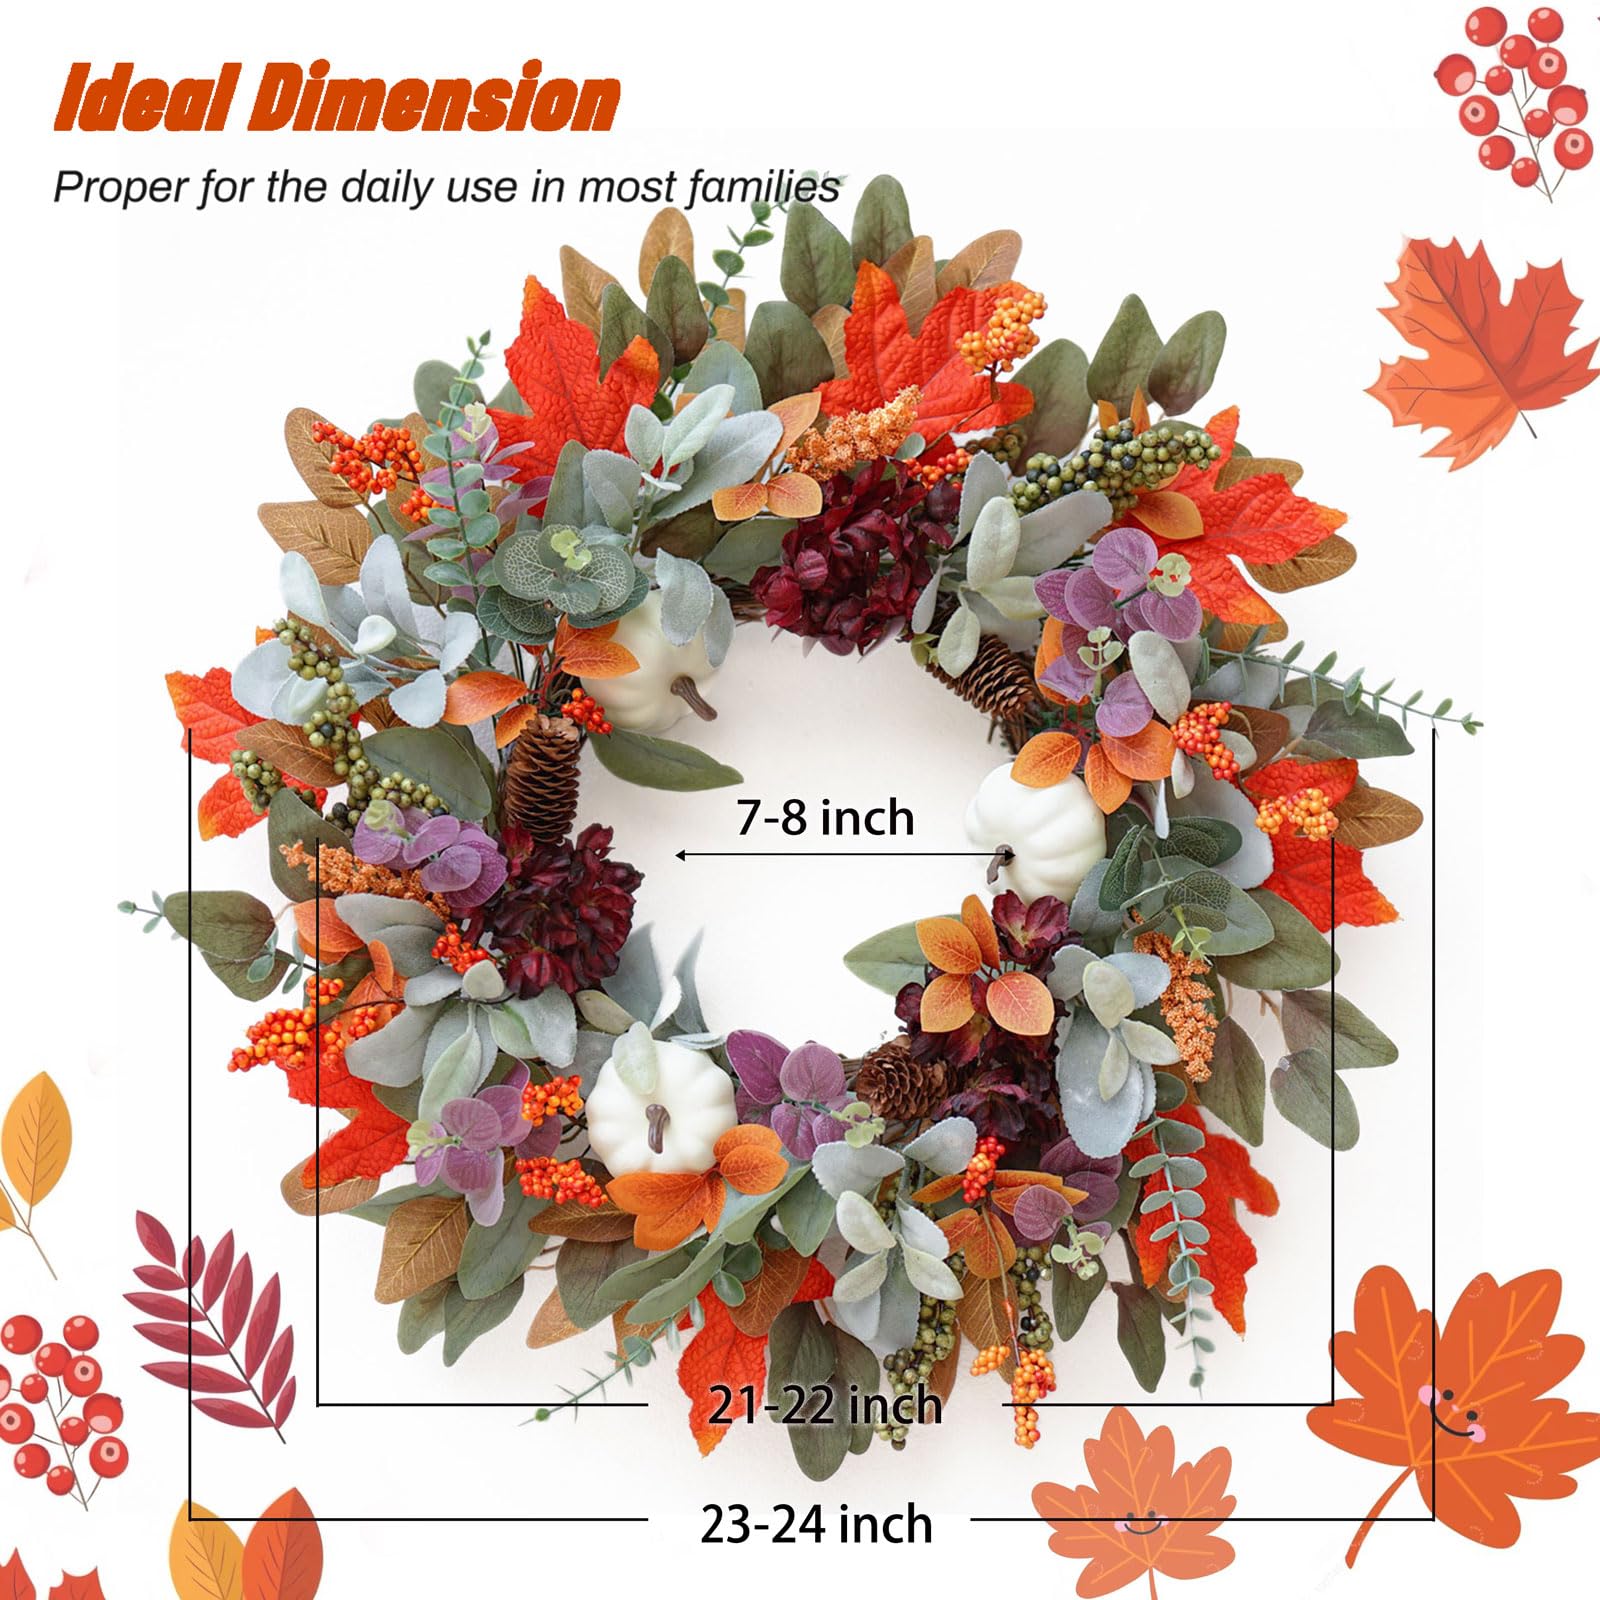 Ideal Dimension
Proper for the daily use in most families
7-8 inch
21-22 inch
23-24 inch